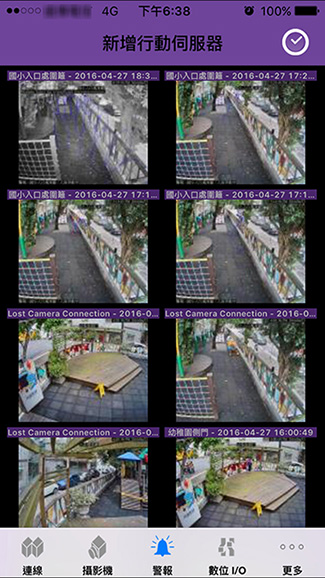 4G 下午6:38 100%
新增行動伺服器
國小入口處圍籬 - 2016-04-27 18:3...
國小入口處圍籬 - 2016-04-27 17:2...
國小入口處圍籬 - 2016-04-27 17:1...
國小入口處圍籬 - 2016-04-27 17:1...
Lost Camera Connection - 2016-0...
Lost Camera Connection - 2016-0...
Lost Camera Connection - 2016-0...
幼稚園側門 - 2016-04-27 16:00:49
連線 攝影機 警報 數位 I/O 更多